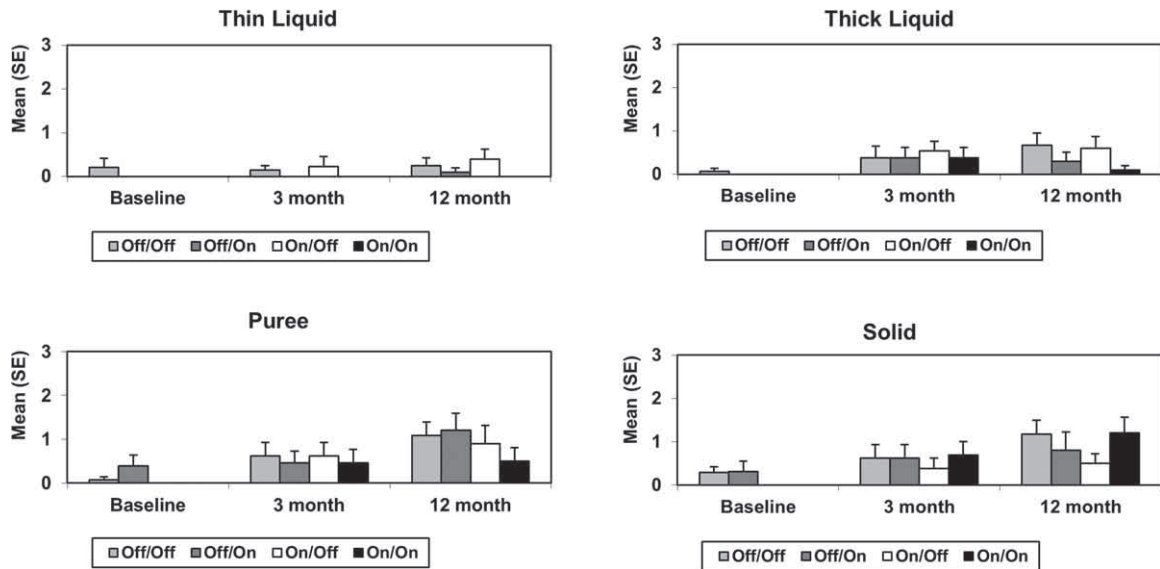 Thin Liquid
Mean (SE)
3
2
1
0
Baseline 3 month 12 month
Off/Off Off/On On/Off On/On
Thick Liquid
Mean (SE)
3
2
1
0
Baseline 3 month 12 month
Off/Off Off/On On/Off On/On
Puree
Mean (SE)
3
2
1
0
Baseline 3 month 12 month
Off/Off Off/On On/Off On/On
Solid
Mean (SE)
3
2
1
0
Baseline 3 month 12 month
Off/Off Off/On On/Off On/On